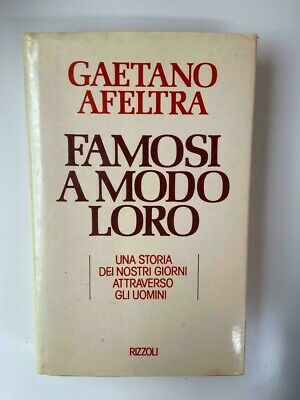 GAETANO
AFELTRA
FAMOSI
A MODO
LORO
UNA STORIA
DEI NOSTRI GIORNI
ATTRAVERSO
GLI UOMINI
RIZZOLI